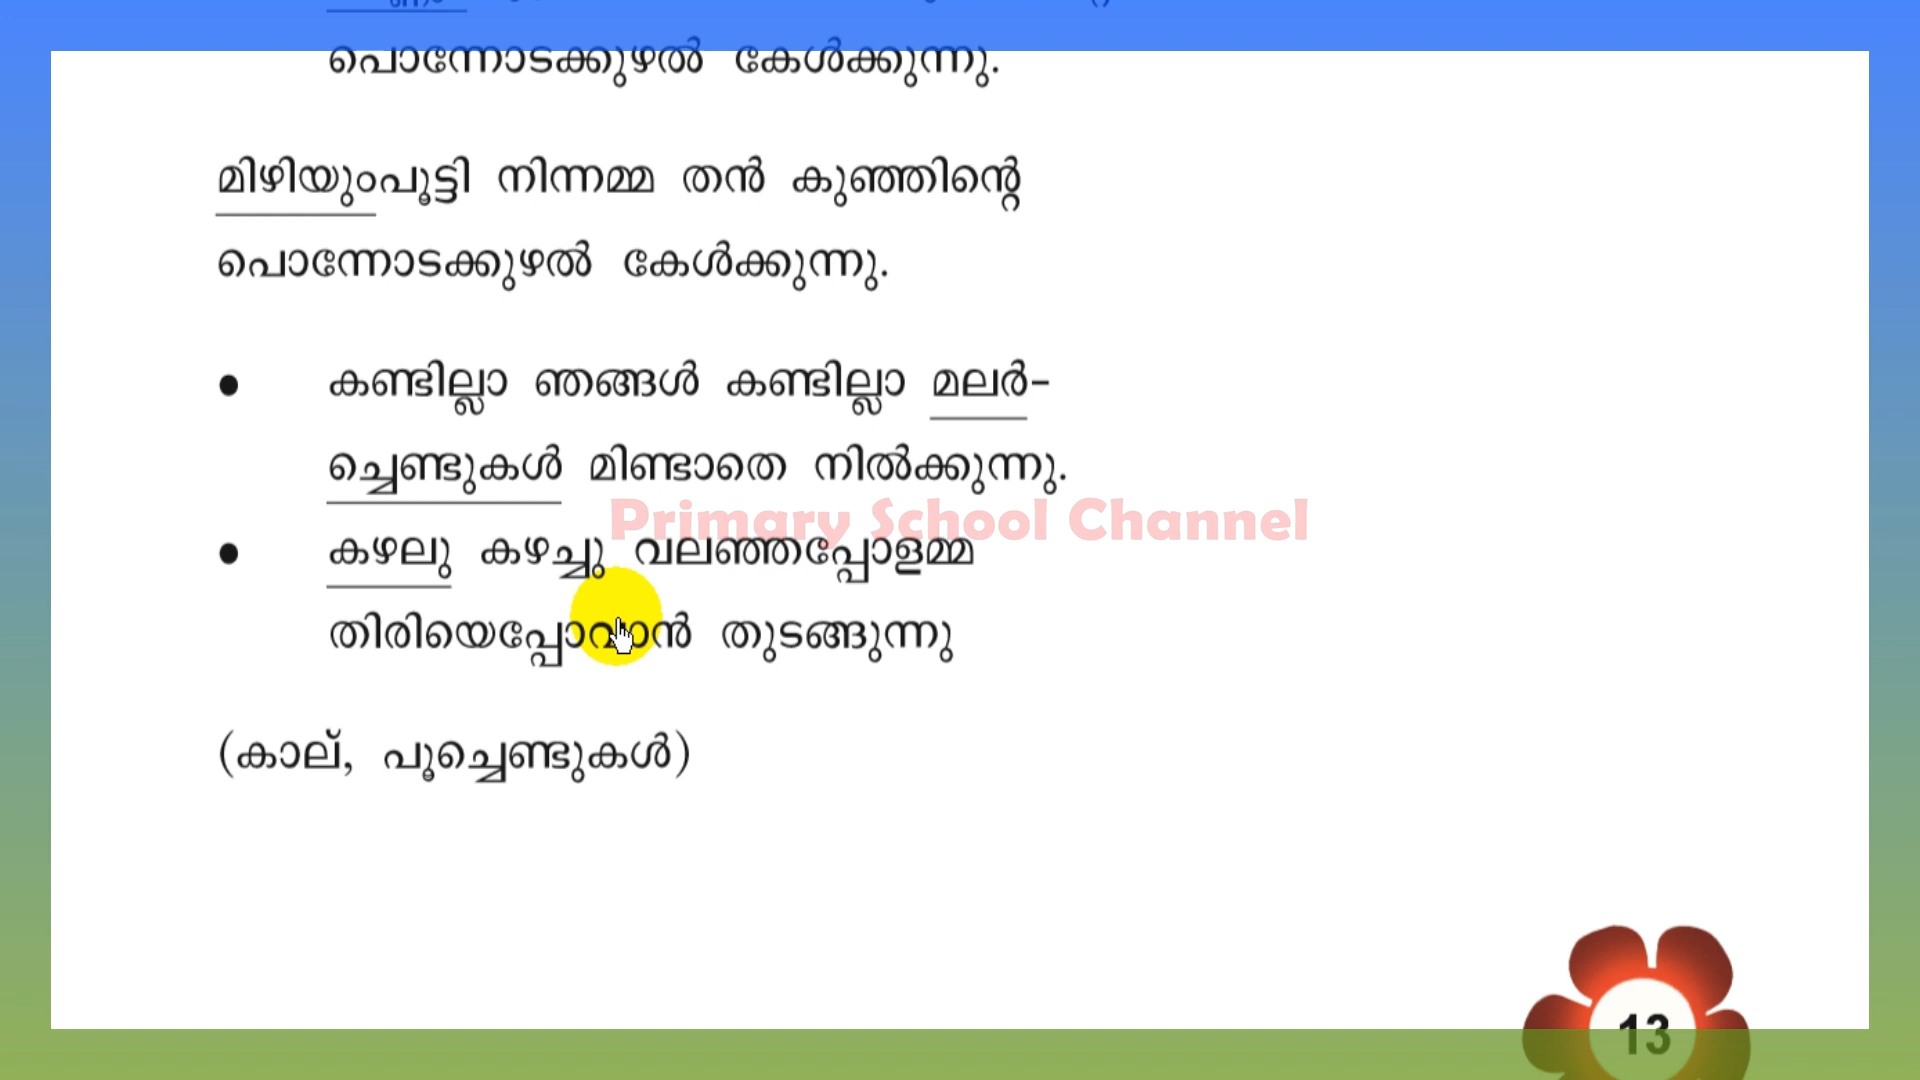 പൊന്നോടക്കുഴൽ കേൾക്കുന്നു.
മിഴിയുംപൂട്ടി നിന്നമ്മ തൻ കുഞ്ഞിന്റെ
പൊന്നോടക്കുഴൽ കേൾക്കുന്നു.
• കണ്ടില്ലാ ഞങ്ങൾ കണ്ടില്ലാ മലർ-
ച്ചെണ്ടുകൾ മിണ്ടാതെ നിൽക്കുന്നു.
Primary School Channel
• കഴലു കഴച്ചു വലഞ്ഞപ്പോളമ്മ
തിരിയെപ്പോവാൻ തുടങ്ങുന്നു
(കാല്, പൂച്ചെണ്ടുകൾ)
13